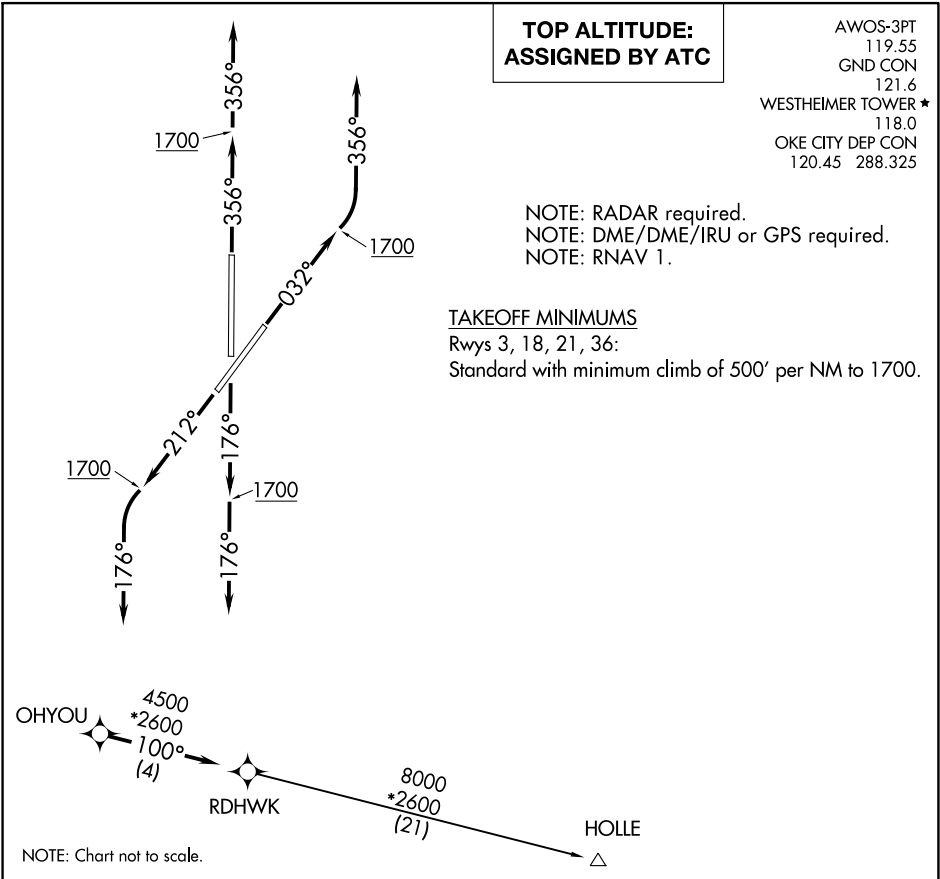 TOP ALTITUDE:
ASSIGNED BY ATC
AWOS-3PT
119.55
GND CON
121.6
WESTHEIMER TOWER ★
118.0
OKE CITY DEP CON
120.45 288.325
NOTE: RADAR required.
NOTE: DME/DME/IRU or GPS required.
NOTE: RNAV 1.
TAKEOFF MINIMUMS
Rwys 3, 18, 21, 36:
Standard with minimum climb of 500' per NM to 1700.
356°
1700
356°
356°
1700
032°
212°
1700
176°
176°
1700
176°
OHYOU
4500
*2600
100°
(4)
RDHWK
8000
*2600
(21)
HOLLE
NOTE: Chart not to scale.